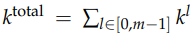 k^total = ∑_{l∈[0,m−1]} k^l